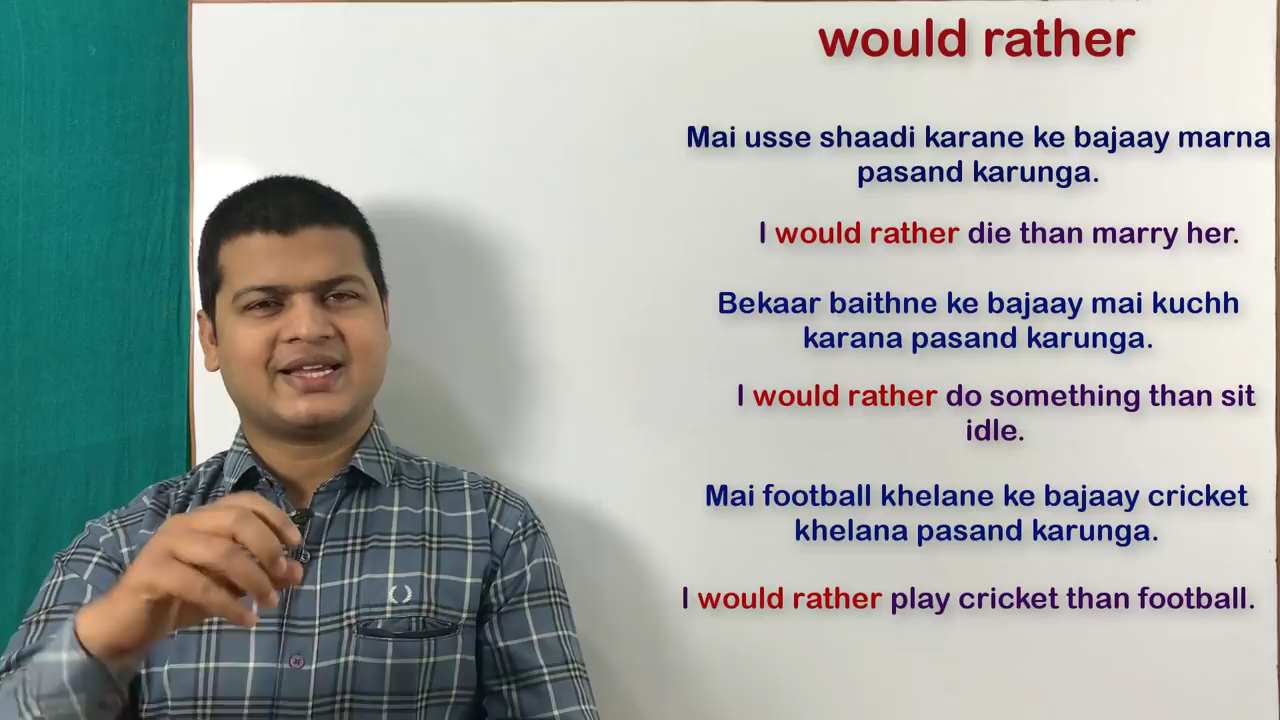 would rather
Mai usse shaadi karane ke bajaay marna
pasand karunga.
I would rather die than marry her.
Bekaar baithne ke bajaay mai kuchh
karana pasand karunga.
I would rather do something than sit
idle.
Mai football khelane ke bajaay cricket
khelana pasand karunga.
I would rather play cricket than football.